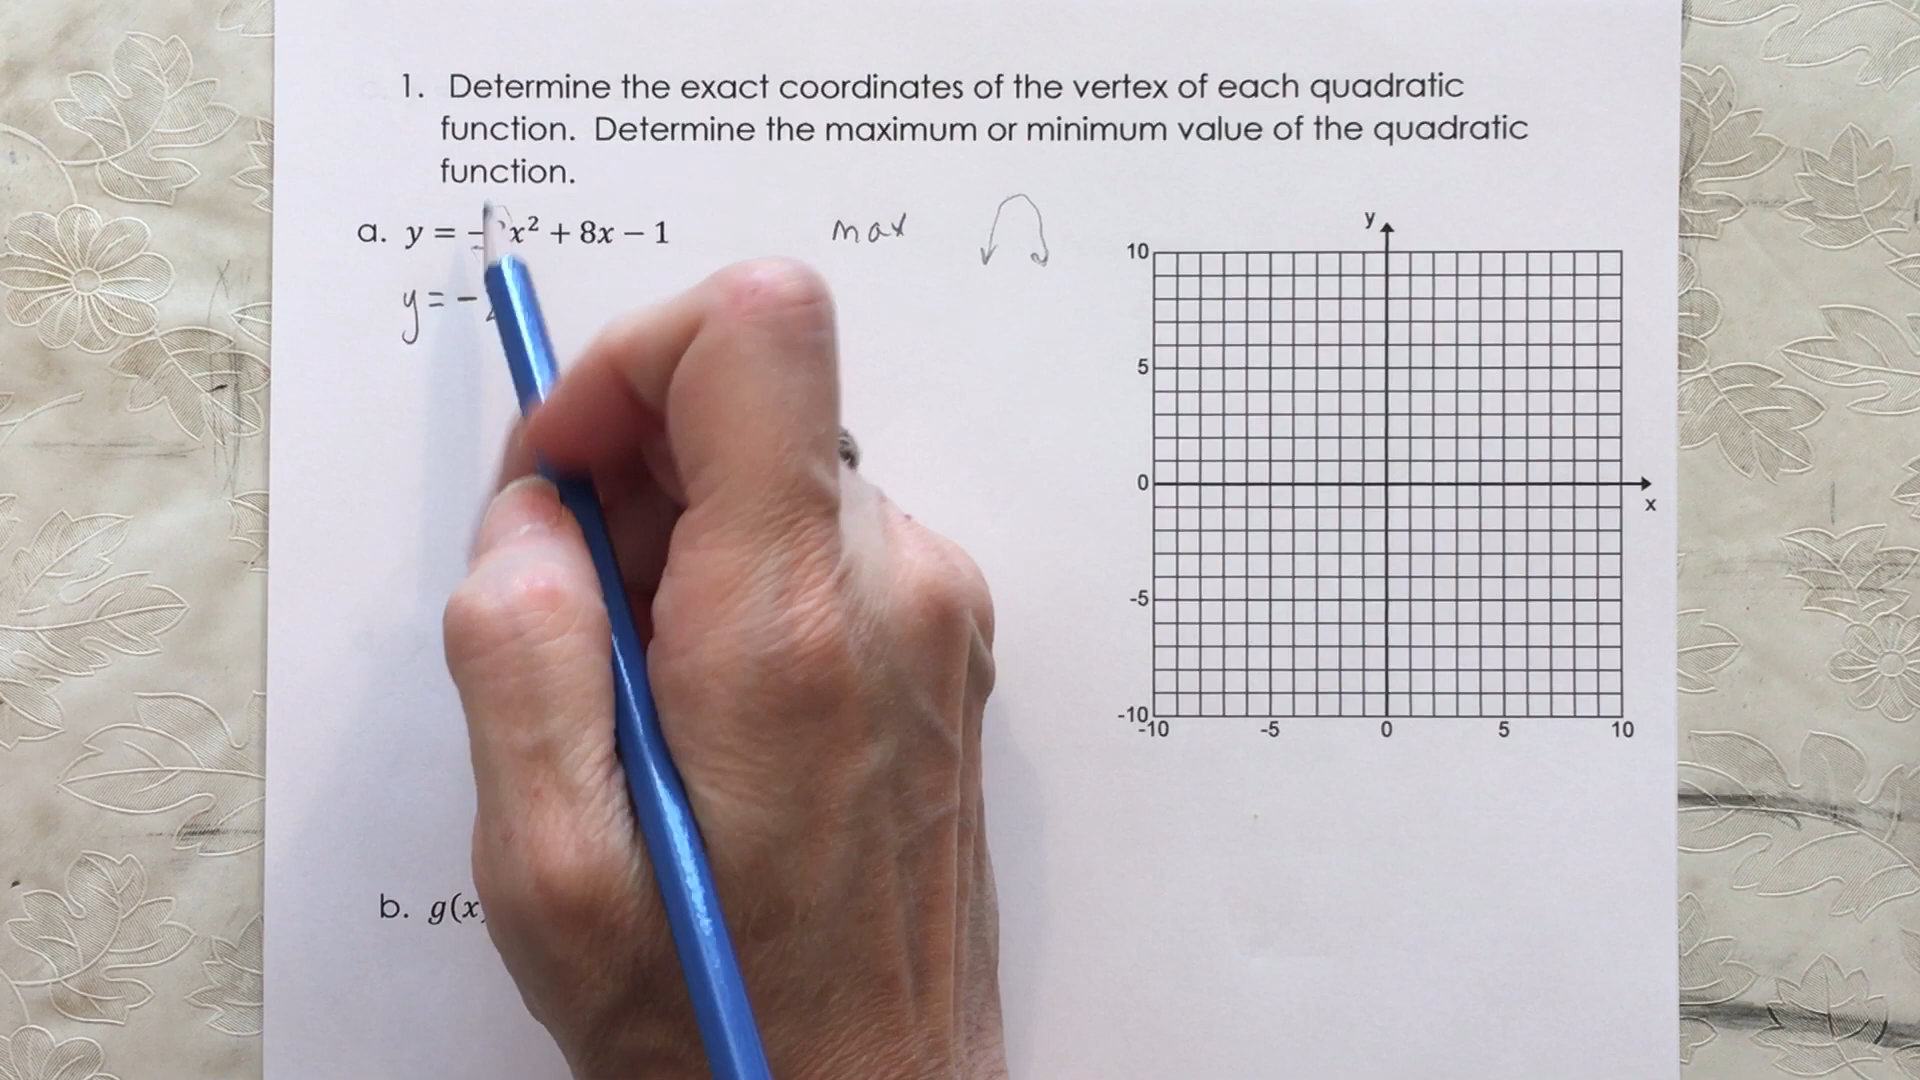 1. Determine the exact coordinates of the vertex of each quadratic
function. Determine the maximum or minimum value of the quadratic
function.
a. y = − x² + 8x − 1
max
y = −
y
10
5
0
-5
-10
x
-10 -5 0 5 10
b. g(x